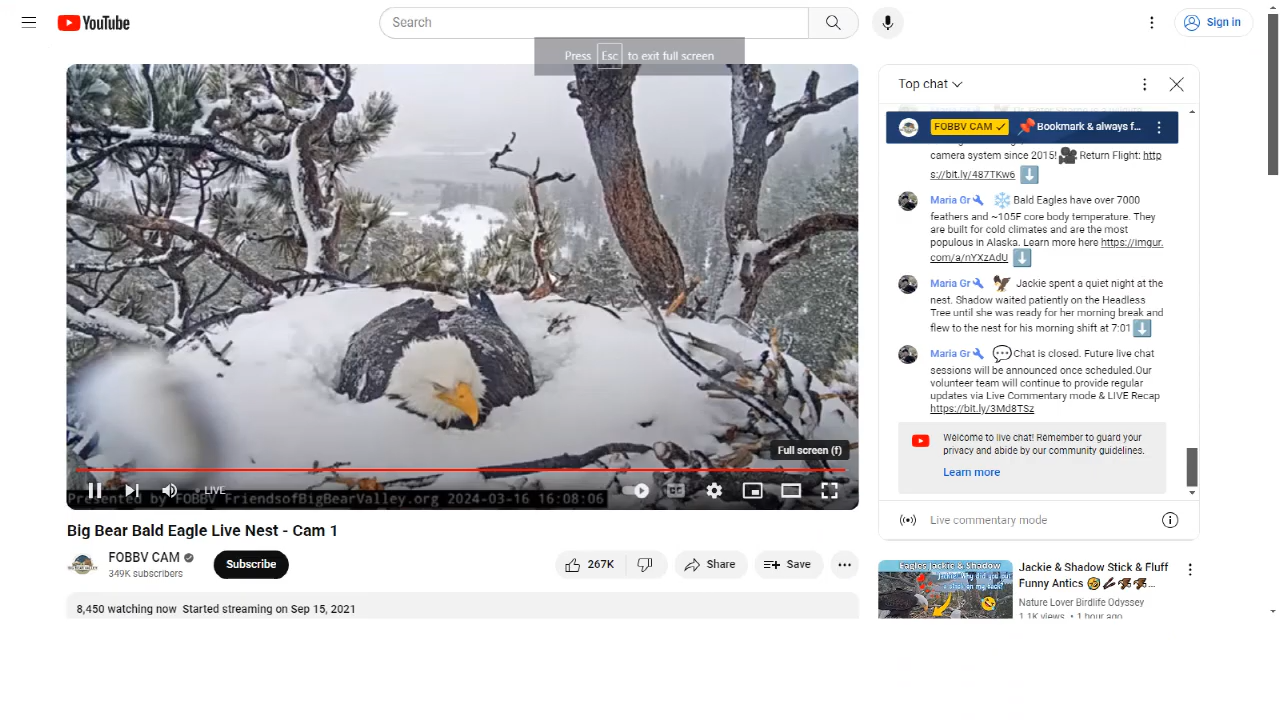 YouTube
Search
Sign in
Press Esc to exit full screen
Top chat
FOBBV CAM Bookmark & always f...
camera system since 2015! Return Flight: http
s://bit.ly/487TKw6
Maria Gr Bald Eagles have over 7000
feathers and ~105F core body temperature. They
are built for cold climates and are the most
populous in Alaska. Learn more here https://imgur.
com/a/nYXzAdU
Maria Gr Jackie spent a quiet night at the
nest. Shadow waited patiently on the Headless
Tree until she was ready for her morning break and
flew to the nest for his morning shift at 7:01
Maria Gr Chat is closed. Future live chat
sessions will be announced once scheduled.Our
volunteer team will continue to provide regular
updates via Live Commentary mode & LIVE Recap
https://bit.ly/3Md8TSz
Welcome to live chat! Remember to guard your
privacy and abide by our community guidelines.
Learn more
Live commentary mode
Full screen (f)
LIVE
CC
Presented by FOBBV FriendsofBigBearValley.org 2024-03-16 16:08:06
Big Bear Bald Eagle Live Nest - Cam 1
FOBBV CAM
349K subscribers
Subscribe
267K
Share
Save
8,450 watching now Started streaming on Sep 15, 2021
Eagles Jackie & Shadow
Jackie & Shadow Stick & Fluff
Funny Antics
Nature Lover Birdlife Odyssey
1.1K views • 1 hour ago